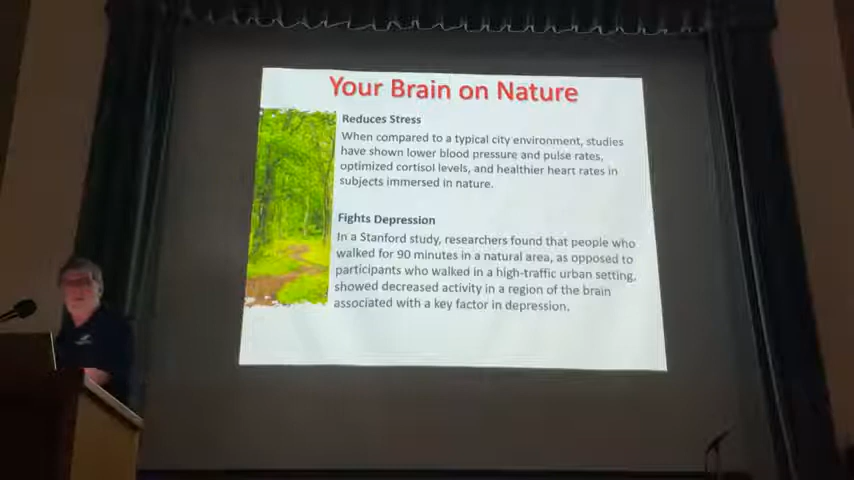 Your Brain on Nature
Reduces Stress
When compared to a typical city environment, studies
have shown lower blood pressure and pulse rates,
optimized cortisol levels, and healthier heart rates in
subjects immersed in nature.
Fights Depression
In a Stanford study, researchers found that people who
walked for 90 minutes in a natural area, as opposed to
participants who walked in a high-traffic urban setting,
showed decreased activity in a region of the brain
associated with a key factor in depression.